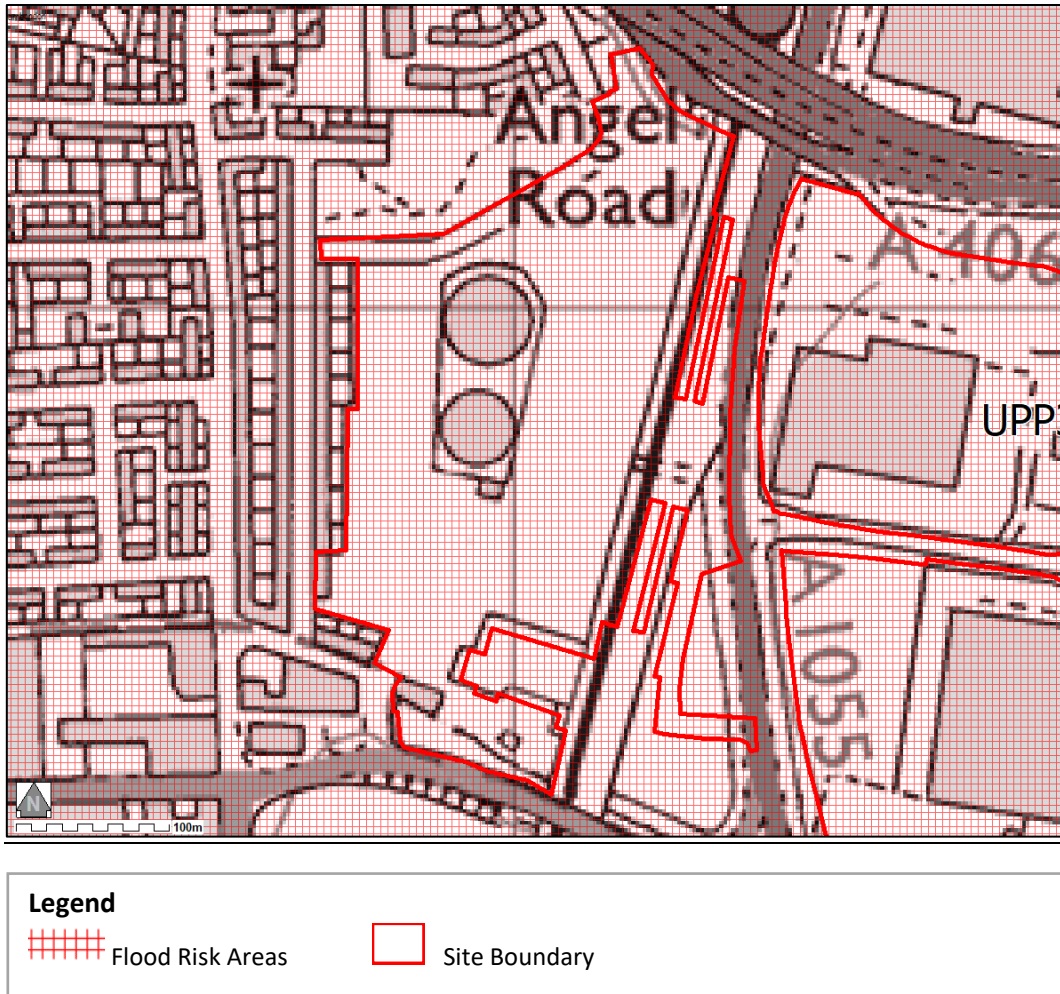 Angel
Road
A 406
UPP
A 1055
N
100m
Legend
Flood Risk Areas
Site Boundary